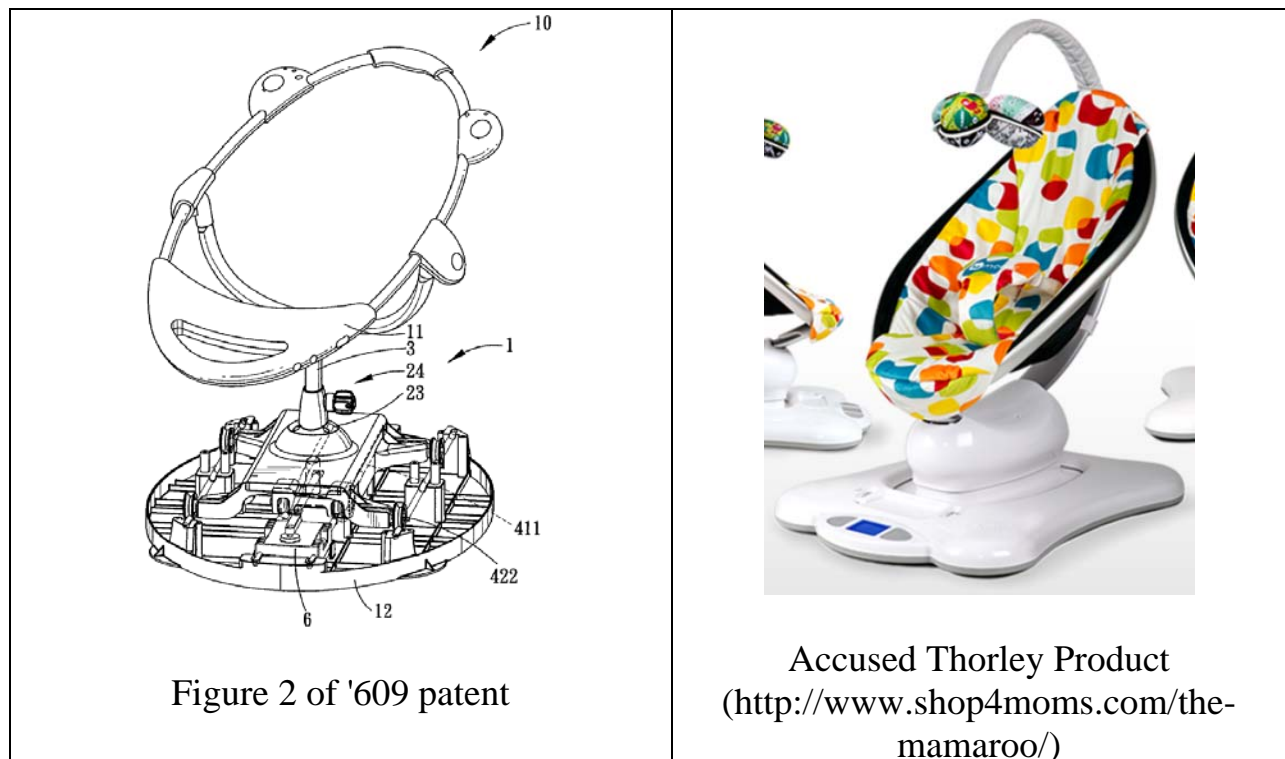 10
11
3
1
24
23
411
422
12
6
Figure 2 of '609 patent
Accused Thorley Product
(http://www.shop4moms.com/the-
mamaroo/)